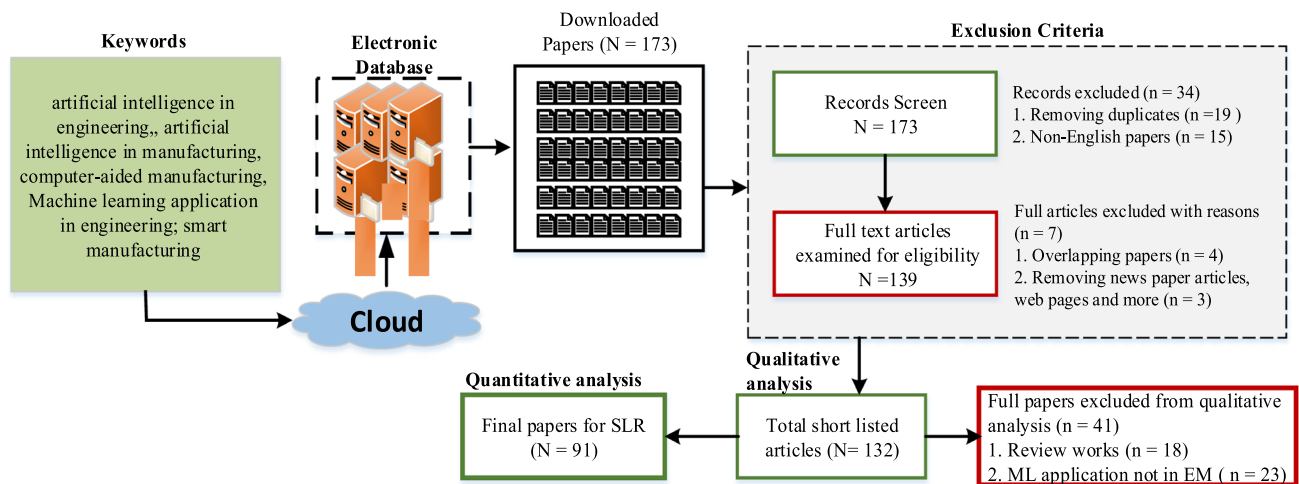 Keywords
artificial intelligence in
engineering,, artificial
intelligence in manufacturing,
computer-aided manufacturing,
Machine learning application
in engineering; smart
manufacturing
Electronic
Database
Cloud
Downloaded
Papers (N = 173)
Exclusion Criteria
Records Screen
N = 173
Records excluded (n = 34)
1. Removing duplicates (n =19 )
2. Non-English papers (n = 15)
Full text articles
examined for eligibility
N =139
Full articles excluded with reasons
(n = 7)
1. Overlapping papers (n = 4)
2. Removing news paper articles,
web pages and more (n = 3)
Qualitative
analysis
Quantitative analysis
Final papers for SLR
(N = 91)
Total short listed
articles (N= 132)
Full papers excluded from qualitative
analysis (n = 41)
1. Review works (n = 18)
2. ML application not in EM ( n = 23)